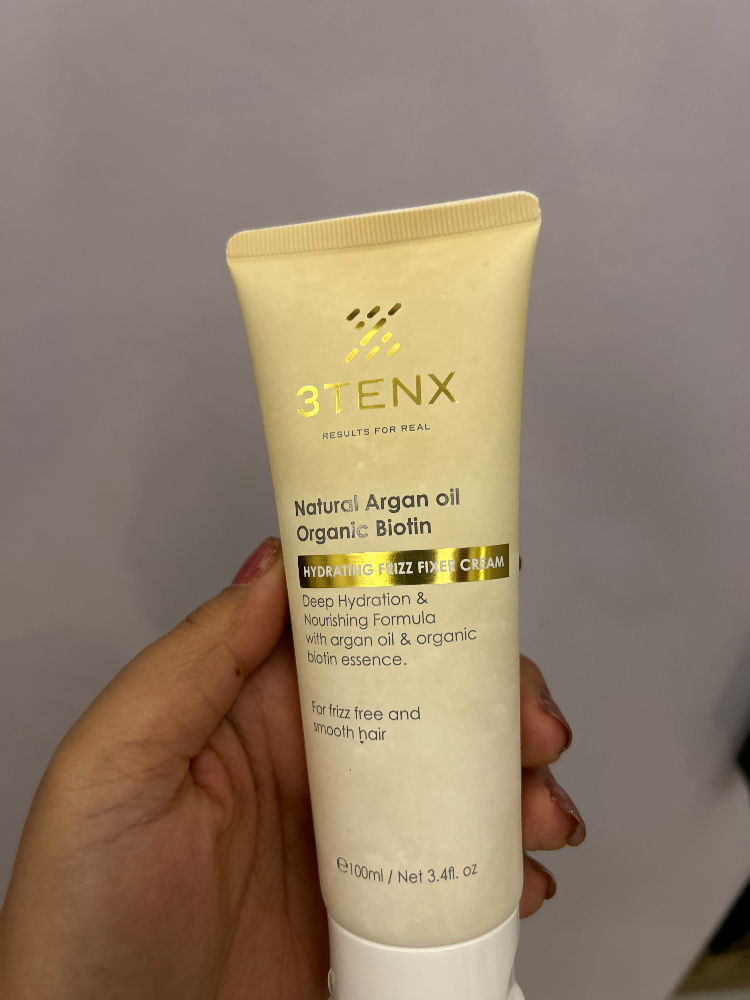 3TENX
RESULTS FOR REAL
Natural Argan oil
Organic Biotin
HYDRATING FRIZZ FIXER CREAM
Deep Hydration &
Nourishing Formula
with argan oil & organic
biotin essence.
For frizz free and
smooth hair
℮100ml / Net 3.4fl. oz